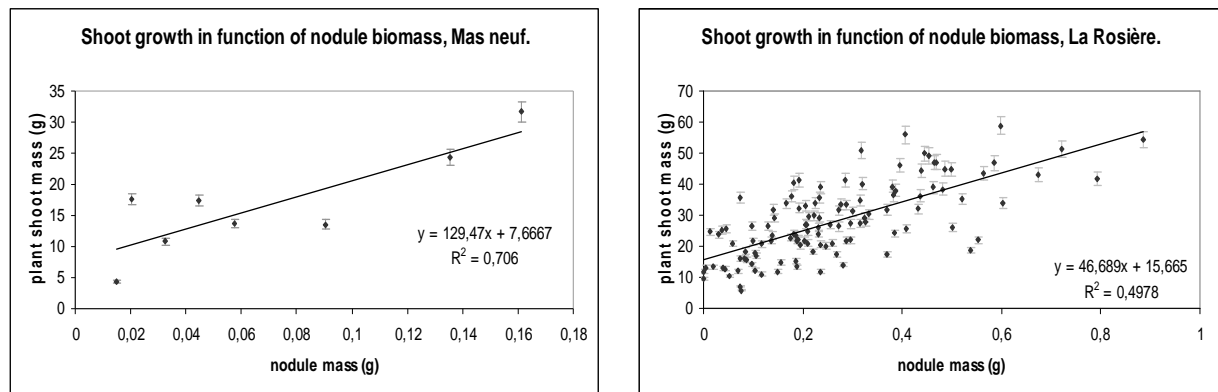 Shoot growth in function of nodule biomass, Mas neuf.
35
30
25
20
15
10
5
0
plant shoot mass (g)
y = 129,47x + 7,6667
R² = 0,706
0 0,02 0,04 0,06 0,08 0,1 0,12 0,14 0,16 0,18
nodule mass (g)
Shoot growth in function of nodule biomass, La Rosière.
70
60
50
40
30
20
10
0
plant shoot mass (g)
y = 46,689x + 15,665
R² = 0,4978
0 0,2 0,4 0,6 0,8 1
nodule mass (g)